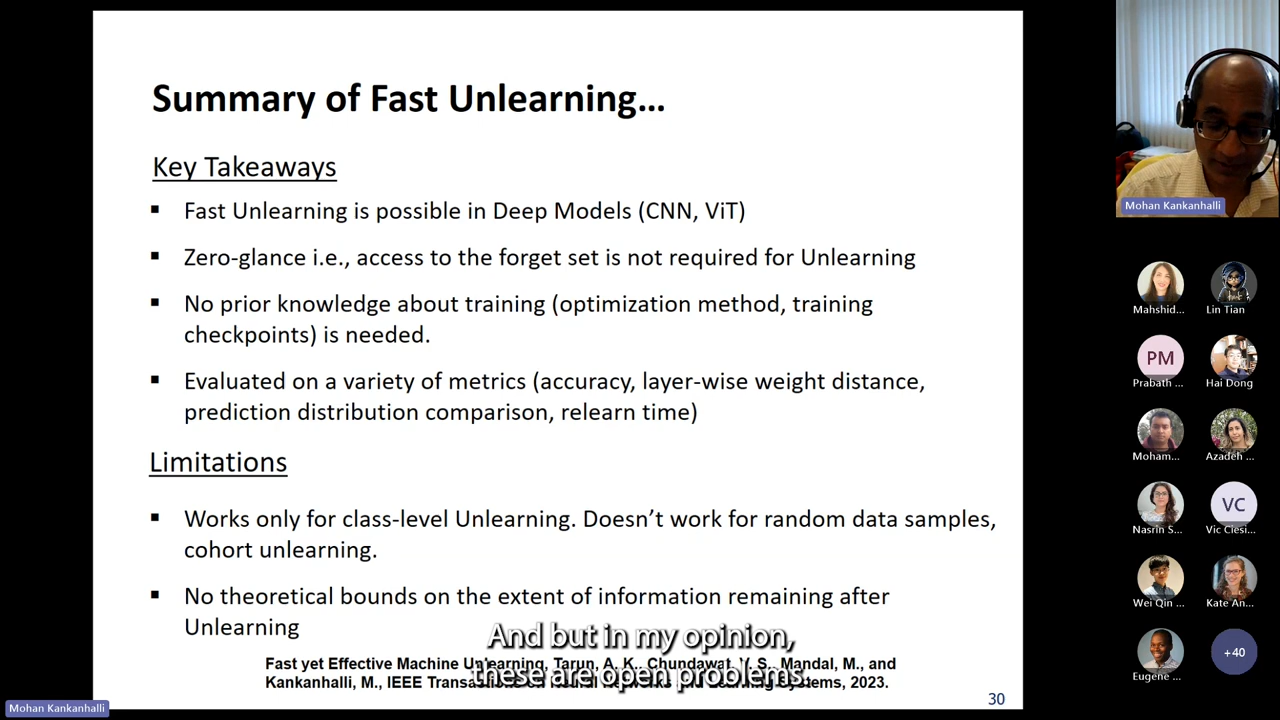 Summary of Fast Unlearning...
Key Takeaways
Fast Unlearning is possible in Deep Models (CNN, ViT)
Zero-glance i.e., access to the forget set is not required for Unlearning
No prior knowledge about training (optimization method, training
checkpoints) is needed.
Evaluated on a variety of metrics (accuracy, layer-wise weight distance,
prediction distribution comparison, relearn time)
Limitations
Works only for class-level Unlearning. Doesn't work for random data samples,
cohort unlearning.
No theoretical bounds on the extent of information remaining after
Unlearning
And but in my opinion,
these are open problems.
Fast yet Effective Machine Unlearning, Tarun, A. K., Chundawat, V. S., Mandal, M., and
Kankanhalli, M., IEEE Transactions on Neural Networks and Learning Systems, 2023.
30
Mohan Kankanhalli
Mohan Kankanhalli
Mahshid...
Lin Tian
PM
Prabath ...
Hai Dong
Moham...
Azadeh ...
Nasrin S...
VC
Vic Ciesi...
Wei Qin ...
Kate An...
Eugene ...
+40